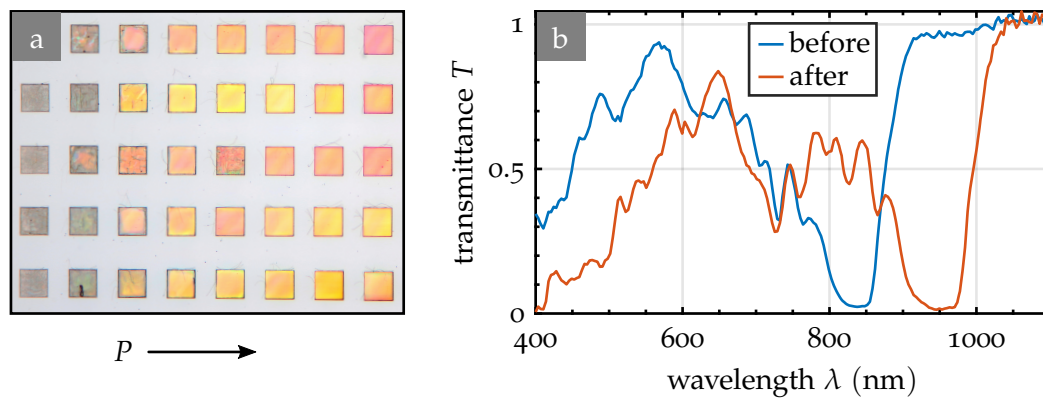 a
P
b
before
after
transmittance T
1
0.5
0
400
600
800
1000
wavelength λ (nm)